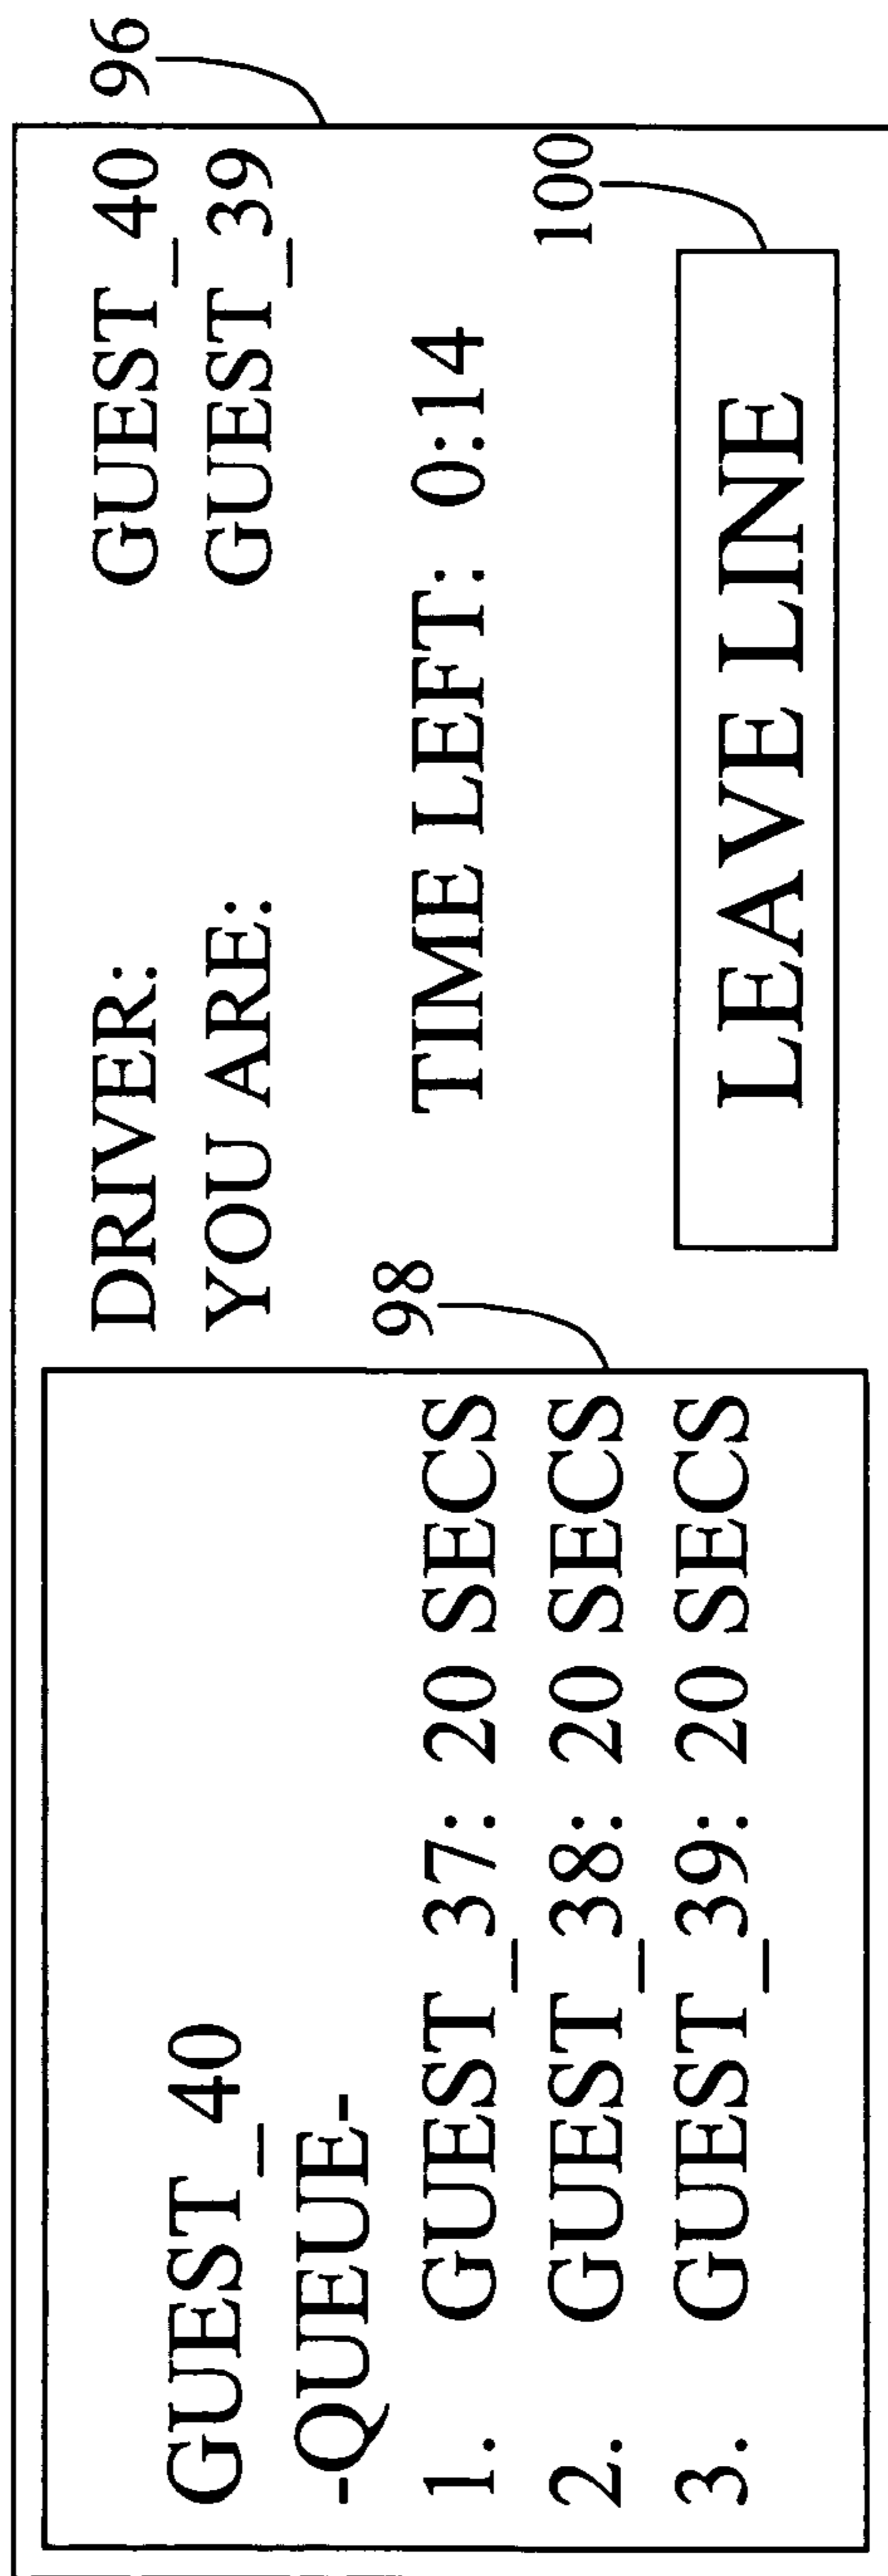 GUEST_40
-QUEUE-
1. GUEST_37: 20 SECS
2. GUEST_38: 20 SECS
3. GUEST_39: 20 SECS
98
DRIVER: GUEST_40
YOU ARE: GUEST_39
TIME LEFT: 0:14
LEAVE LINE
96
100